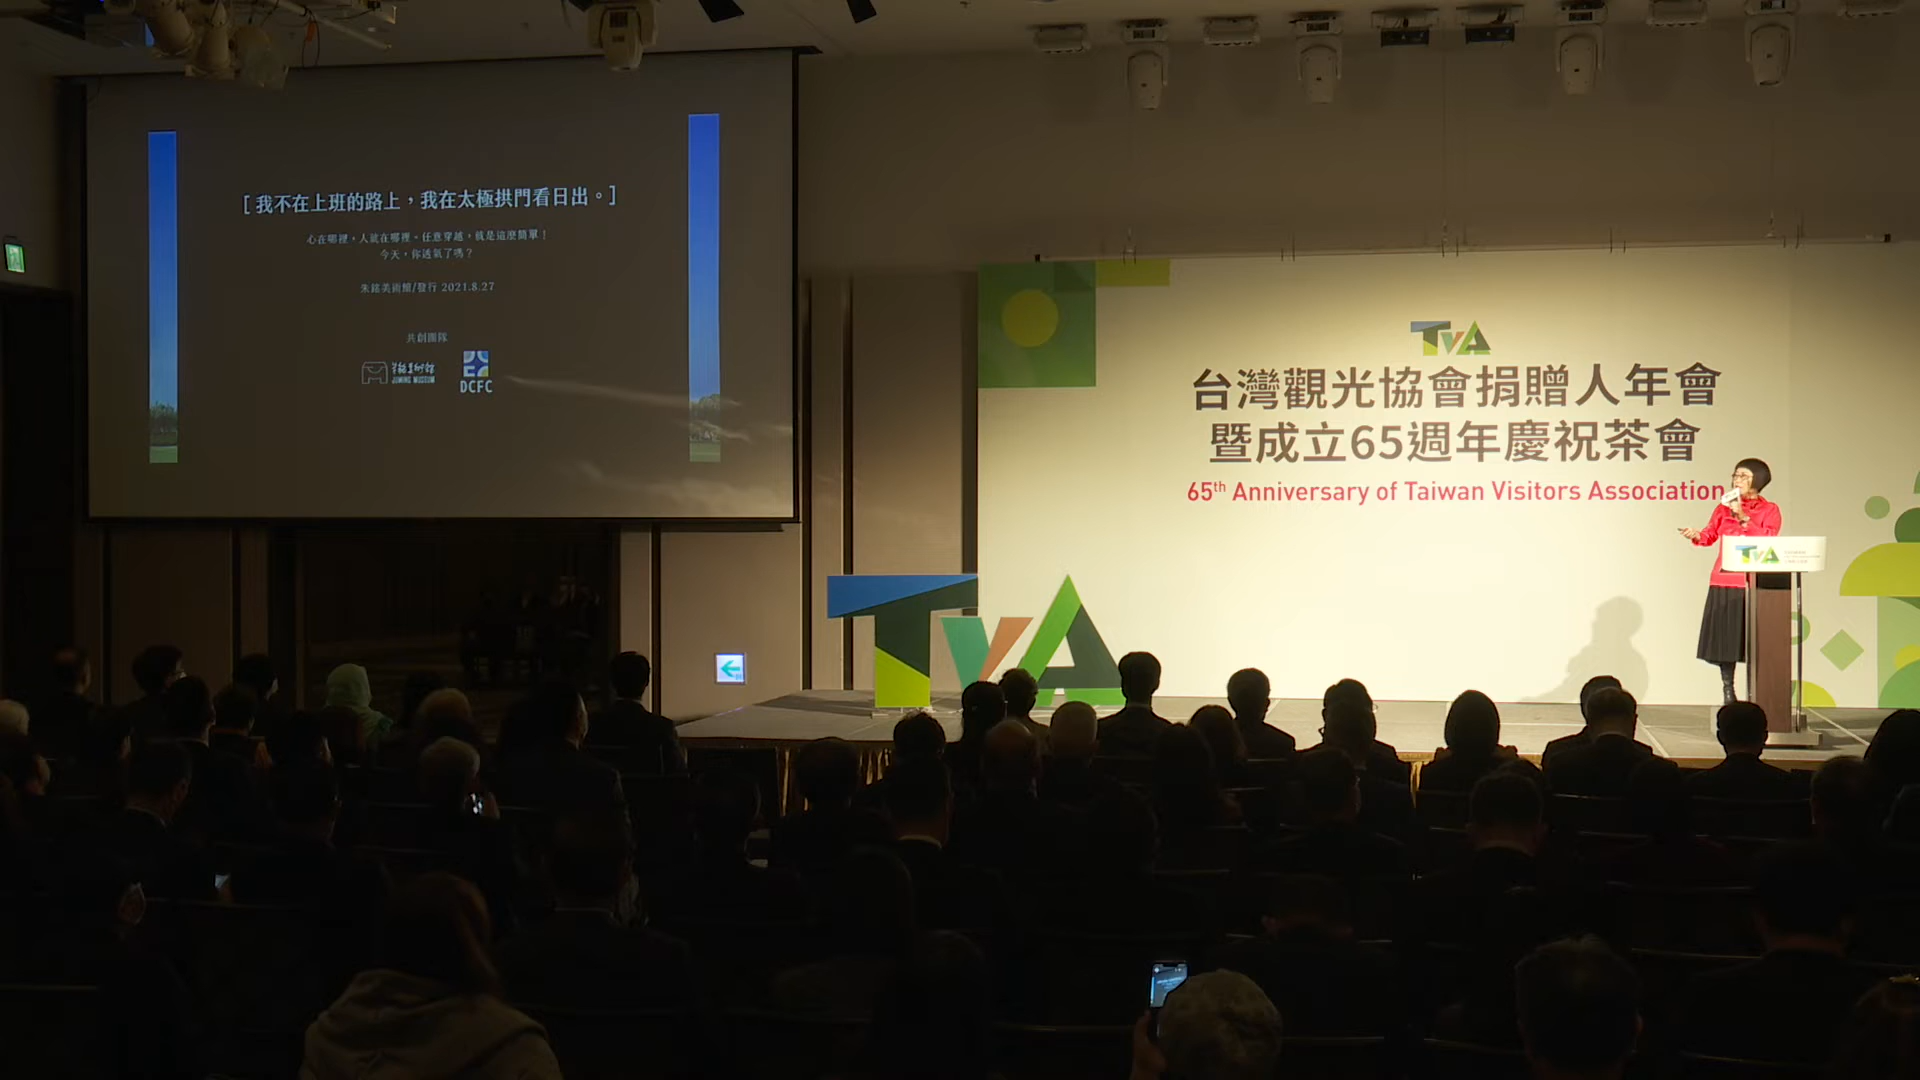 [ 我不在上班的路上，我在太極拱門看日出。]
心在哪裡，人就在哪裡。任意穿越，就是這麼簡單！
今天，你透氣了嗎？
朱銘美術館/發行 2021.8.27
共創團隊
朱銘美術館
JUMING MUSEUM
DCFC
TVA
台灣觀光協會捐贈人年會
暨成立65週年慶祝茶會
65th Anniversary of Taiwan Visitors Association
TVA
TVA